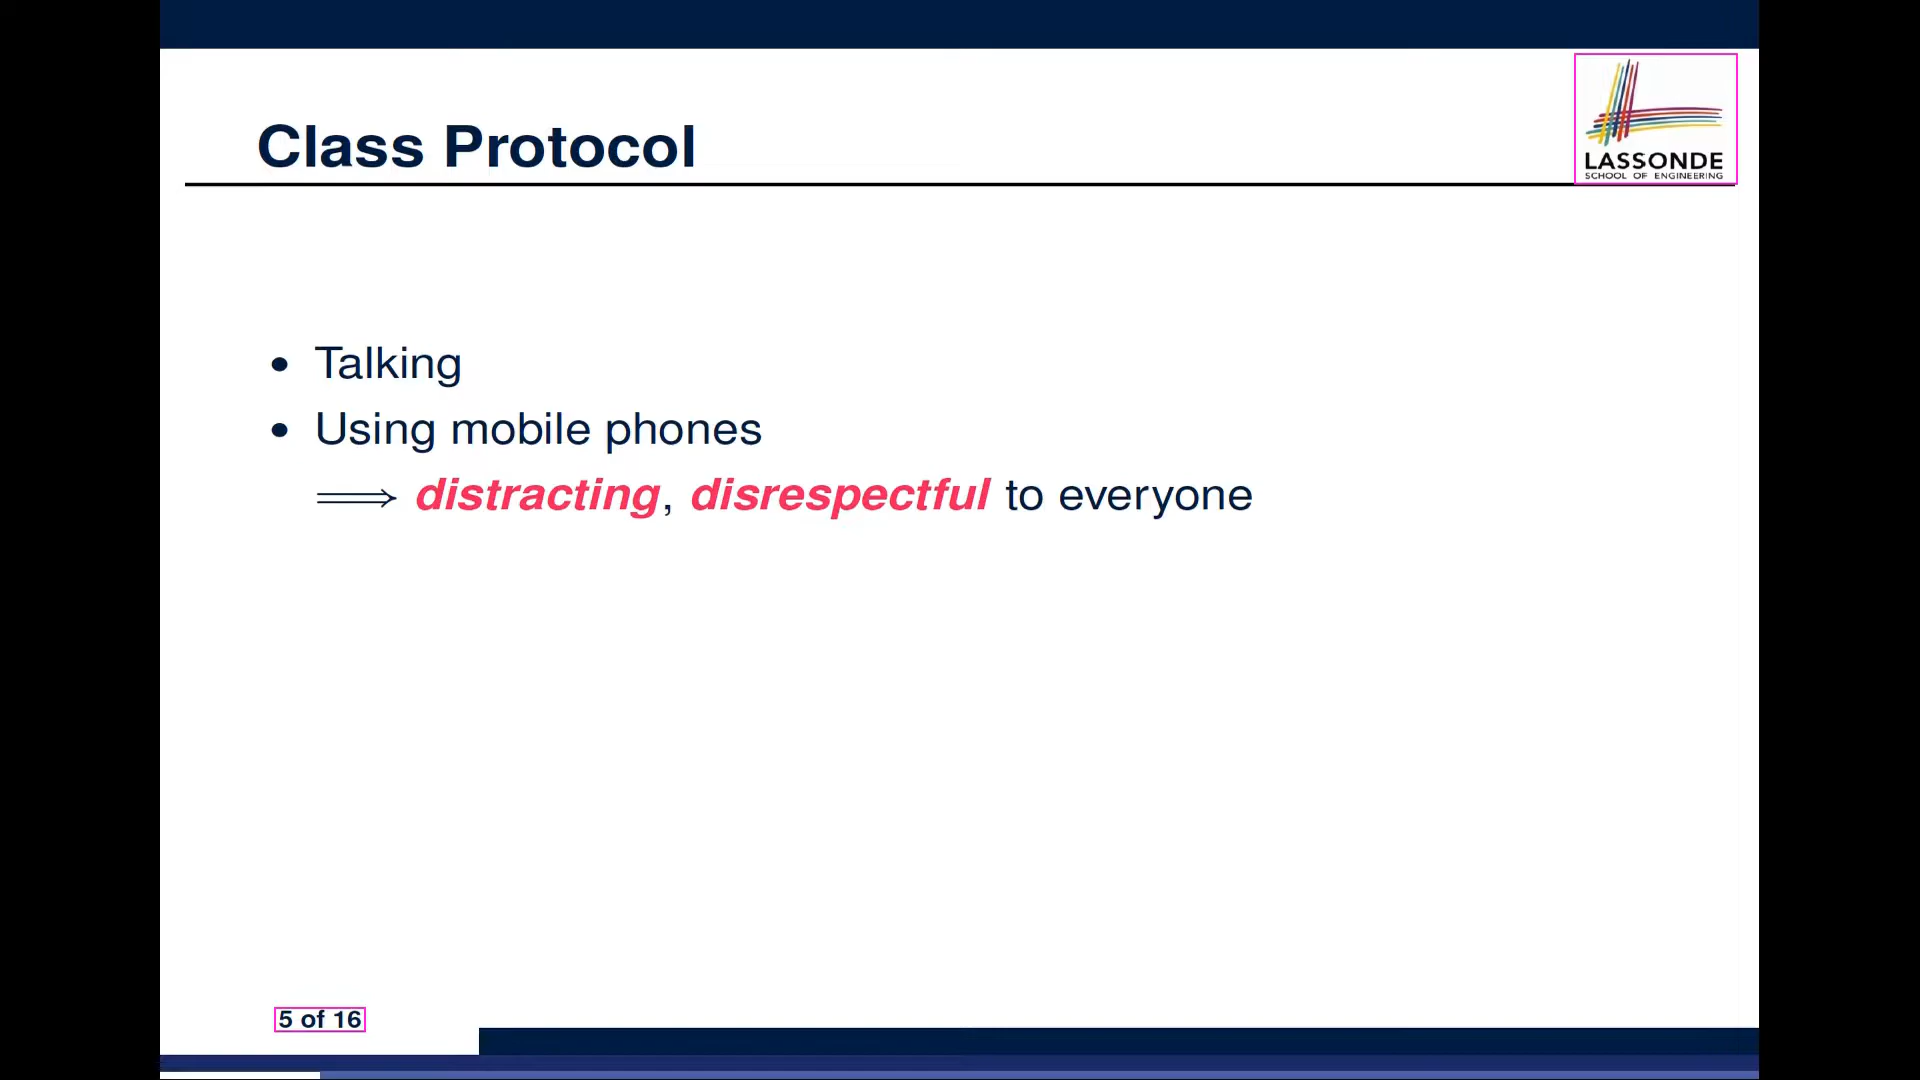 Class Protocol
LASSONDE
SCHOOL OF ENGINEERING
• Talking
• Using mobile phones
⟹ distracting, disrespectful to everyone
5 of 16